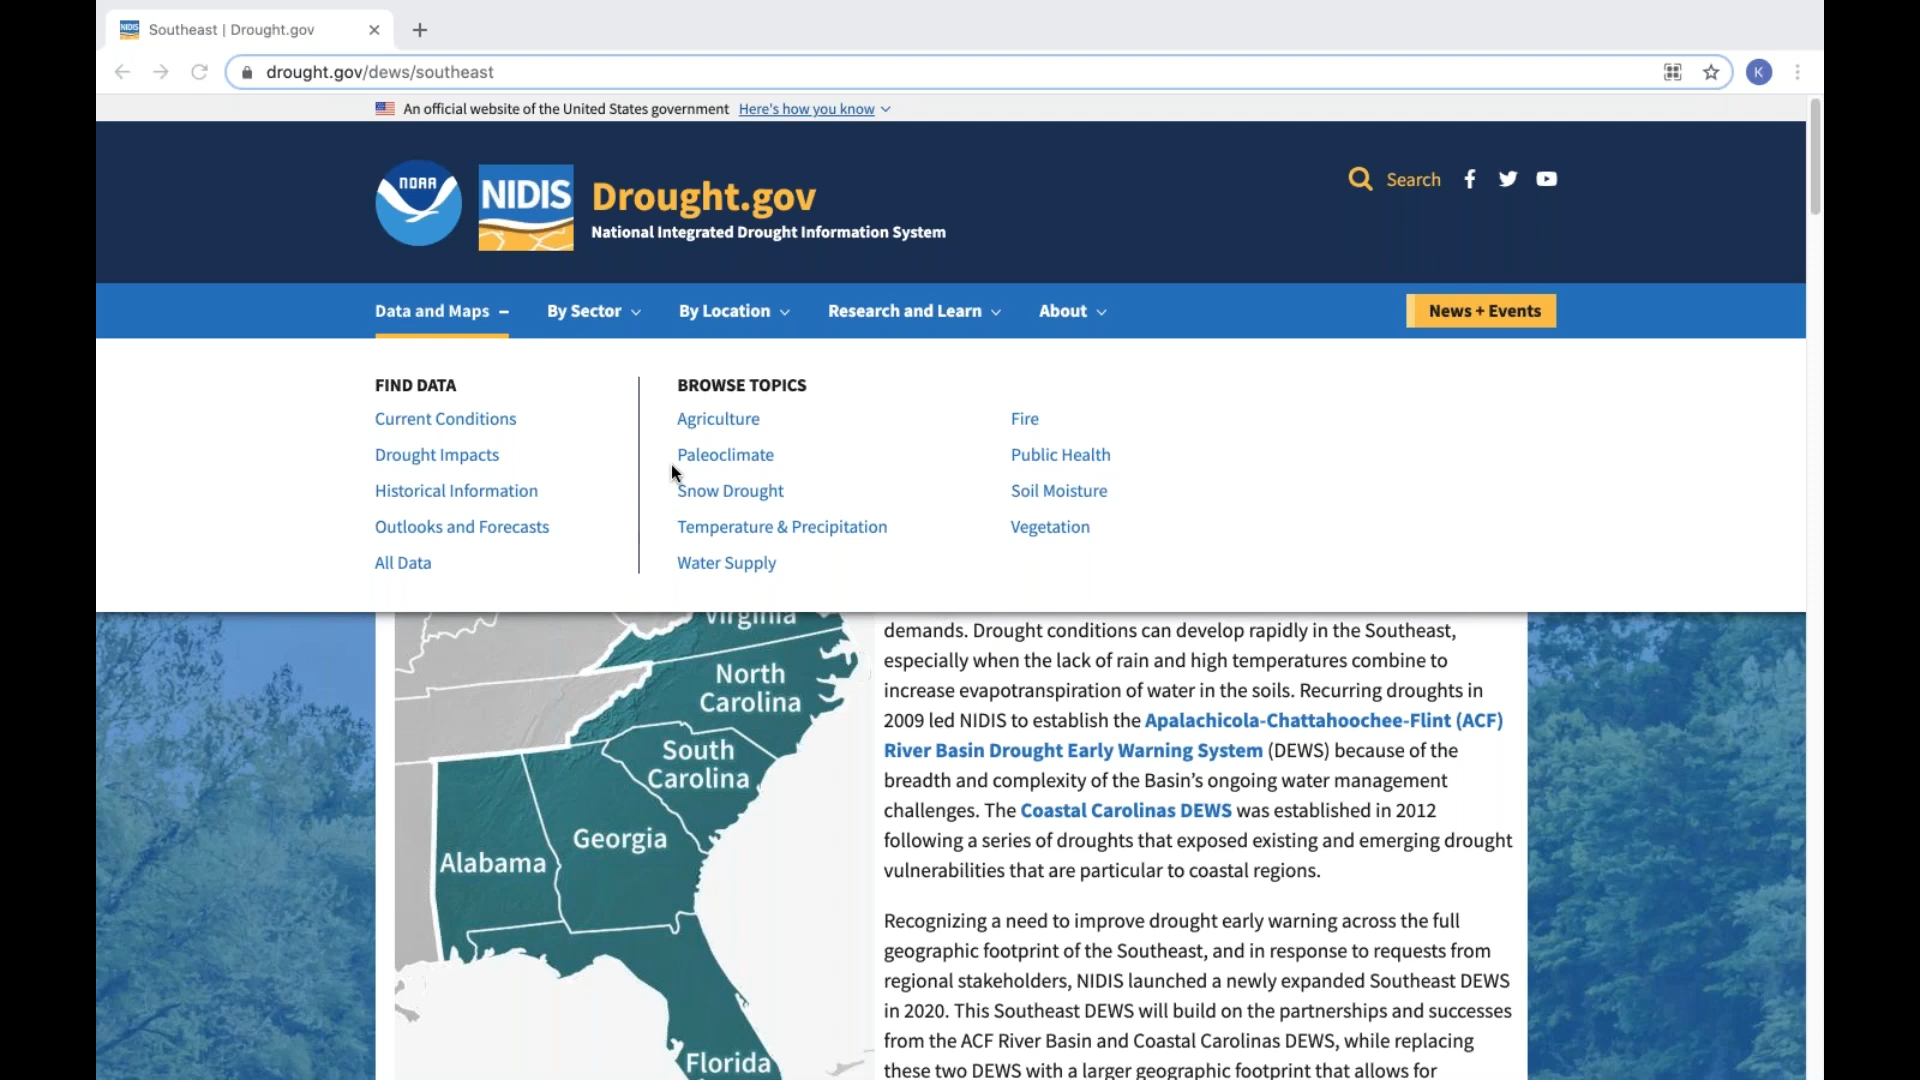 Southeast | Drought.gov
drought.gov/dews/southeast
K
An official website of the United States government Here's how you know
NOAA
NIDIS
Drought.gov
National Integrated Drought Information System
Search
Data and Maps
By Sector
By Location
Research and Learn
About
News + Events
FIND DATA
Current Conditions
Drought Impacts
Historical Information
Outlooks and Forecasts
All Data
BROWSE TOPICS
Agriculture
Paleoclimate
Snow Drought
Temperature & Precipitation
Water Supply
Fire
Public Health
Soil Moisture
Vegetation
Virginia
North
Carolina
South
Carolina
Georgia
Alabama
Florida
demands. Drought conditions can develop rapidly in the Southeast,
especially when the lack of rain and high temperatures combine to
increase evapotranspiration of water in the soils. Recurring droughts in
2009 led NIDIS to establish the Apalachicola-Chattahoochee-Flint (ACF)
River Basin Drought Early Warning System (DEWS) because of the
breadth and complexity of the Basin's ongoing water management
challenges. The Coastal Carolinas DEWS was established in 2012
following a series of droughts that exposed existing and emerging drought
vulnerabilities that are particular to coastal regions.
Recognizing a need to improve drought early warning across the full
geographic footprint of the Southeast, and in response to requests from
regional stakeholders, NIDIS launched a newly expanded Southeast DEWS
in 2020. This Southeast DEWS will build on the partnerships and successes
from the ACF River Basin and Coastal Carolinas DEWS, while replacing
these two DEWS with a larger geographic footprint that allows for